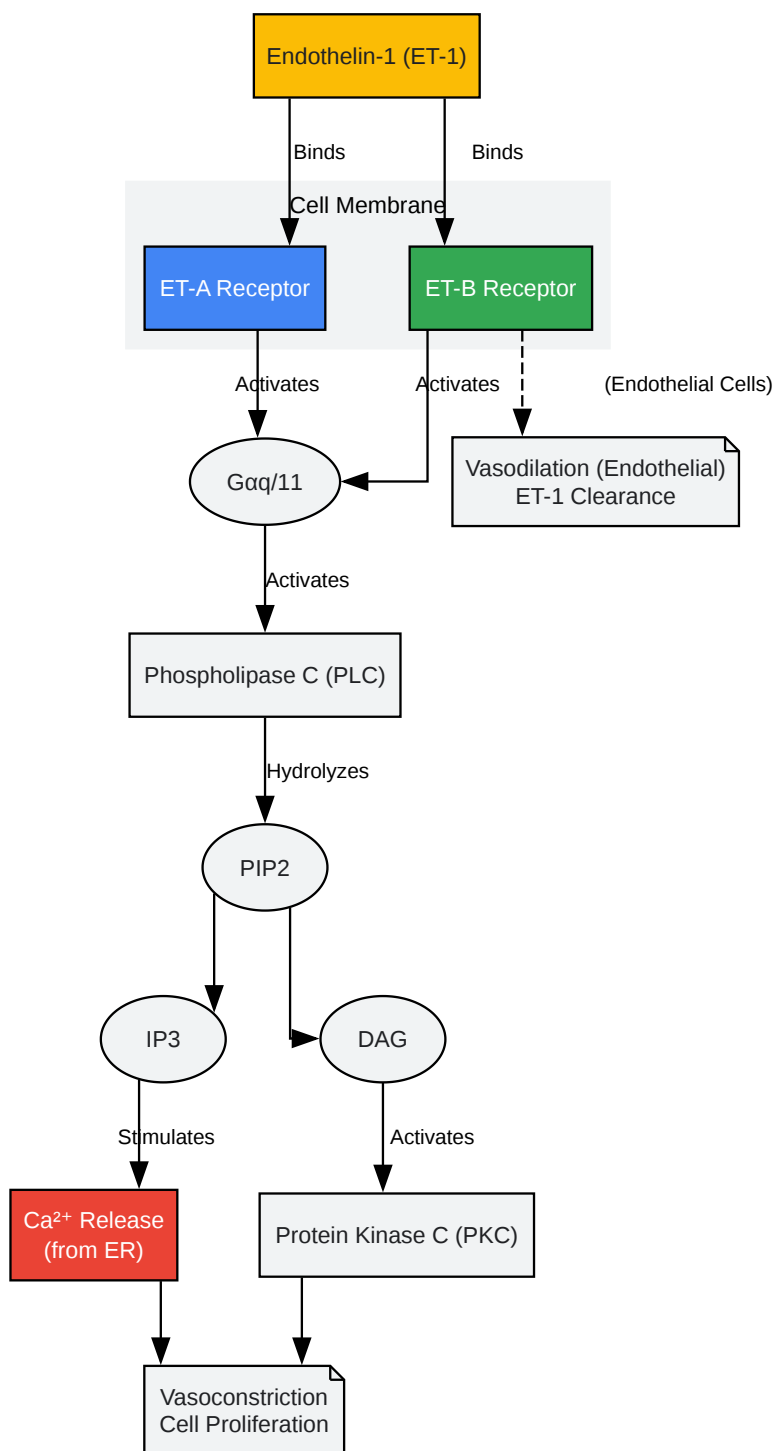 Endothelin-1 (ET-1)
Binds
Binds
Cell Membrane
ET-A Receptor
ET-B Receptor
Activates
Activates
(Endothelial Cells)
Gαq/11
Vasodilation (Endothelial)
ET-1 Clearance
Activates
Phospholipase C (PLC)
Hydrolyzes
PIP2
IP3
DAG
Stimulates
Activates
Ca²⁺ Release
(from ER)
Protein Kinase C (PKC)
Vasoconstriction
Cell Proliferation